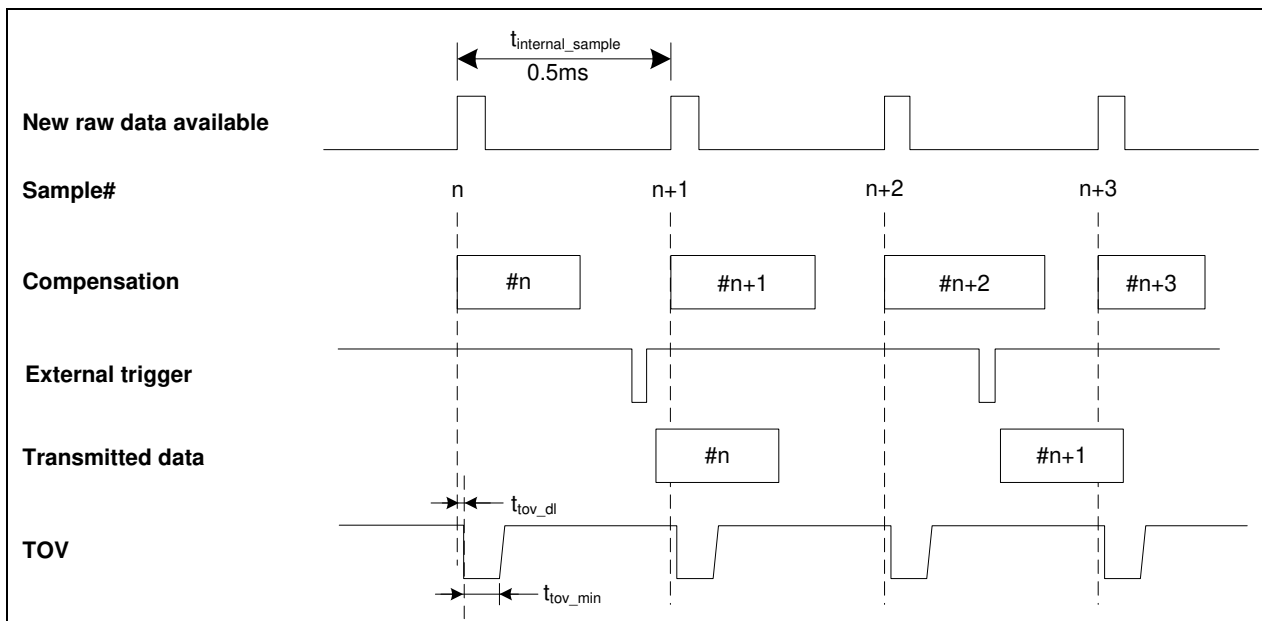 t_internal_sample
0.5ms
New raw data available
Sample# n n+1 n+2 n+3
Compensation #n #n+1 #n+2 #n+3
External trigger
Transmitted data #n #n+1
t_tov_dl
TOV
t_tov_min